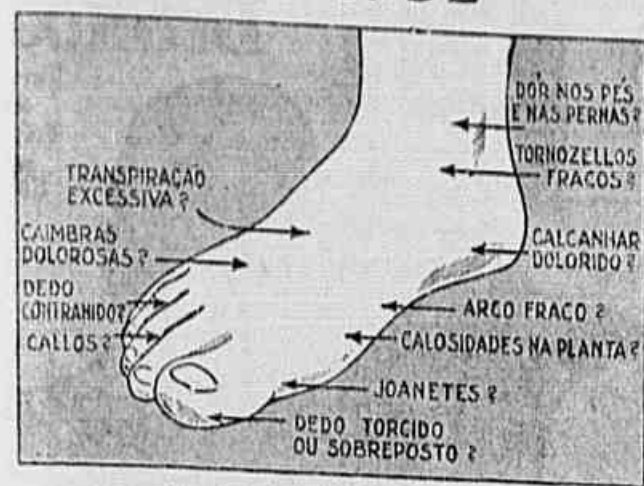 DÔR NOS PÉS
E NAS PERNAS?
TORNOZELLOS
FRACOS?
TRANSPIRAÇÃO
EXCESSIVA?
CAIMBRAS
DOLOROSAS?
CALCANHAR
DOLORIDO?
DEDO
CONTRAHIDO?
ARCO FRACO?
CALLOS?
CALOSIDADES NA PLANTA?
JOANETES?
DEDO TORCIDO
OU SOBREPOSTO?